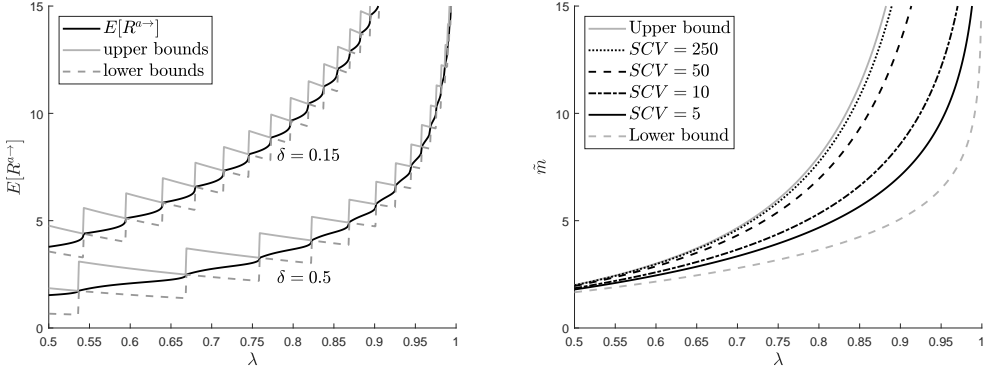 15
10
5
0
E[R^{a→}]
E[R^{a→}]
upper bounds
lower bounds
δ = 0.15
δ = 0.5
0.5 0.55 0.6 0.65 0.7 0.75 0.8 0.85 0.9 0.95 1
λ
15
10
5
0
m̃
Upper bound
SCV = 250
SCV = 50
SCV = 10
SCV = 5
Lower bound
0.5 0.55 0.6 0.65 0.7 0.75 0.8 0.85 0.9 0.95 1
λ